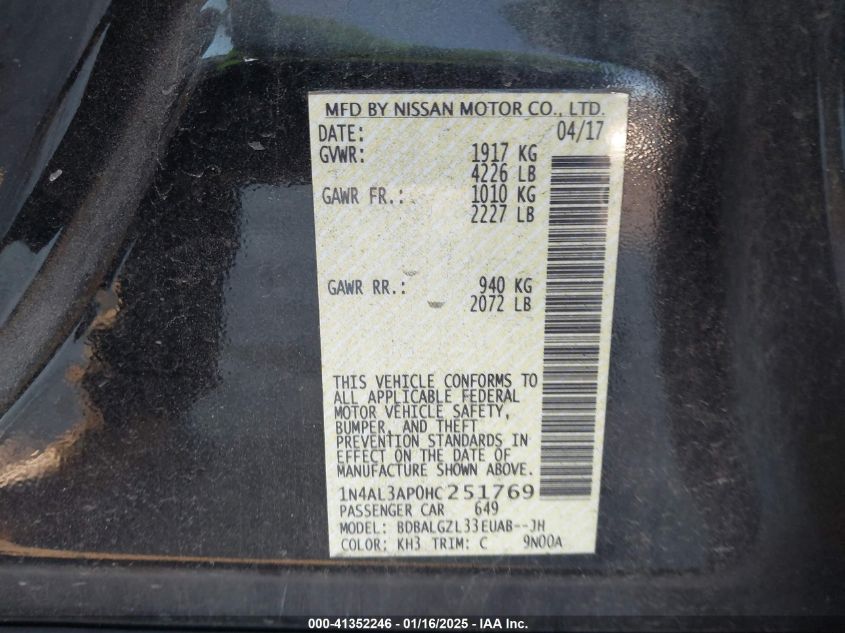 MFD BY NISSAN MOTOR CO., LTD.
DATE: 04/17
GVWR: 1917 KG
4226 LB
GAWR FR.: 1010 KG
2227 LB
GAWR RR.: 940 KG
2072 LB
THIS VEHICLE CONFORMS TO
ALL APPLICABLE FEDERAL
MOTOR VEHICLE SAFETY,
BUMPER, AND THEFT
PREVENTION STANDARDS IN
EFFECT ON THE DATE OF
MANUFACTURE SHOWN ABOVE.
1N4AL3AP0HC251769
PASSENGER CAR 649
MODEL: BDBALGZL33EUAB--JH
COLOR: KH3 TRIM: C 9N00A
000-41352246 - 01/16/2025 - IAA Inc.